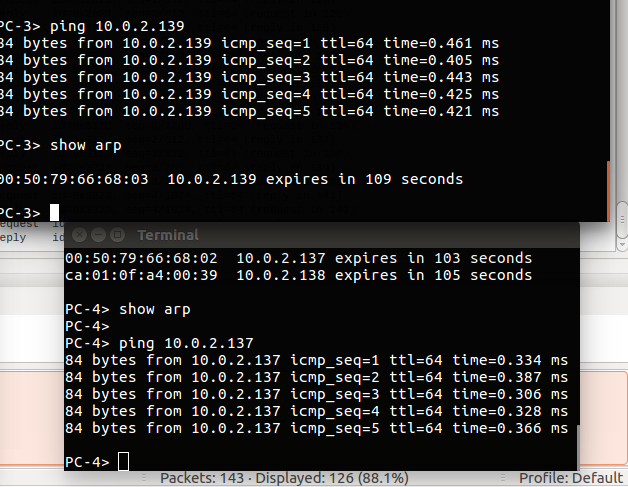 PC-3> ping 10.0.2.139
84 bytes from 10.0.2.139 icmp_seq=1 ttl=64 time=0.461 ms
84 bytes from 10.0.2.139 icmp_seq=2 ttl=64 time=0.405 ms
84 bytes from 10.0.2.139 icmp_seq=3 ttl=64 time=0.443 ms
84 bytes from 10.0.2.139 icmp_seq=4 ttl=64 time=0.425 ms
84 bytes from 10.0.2.139 icmp_seq=5 ttl=64 time=0.421 ms
PC-3> show arp
00:50:79:66:68:03  10.0.2.139 expires in 109 seconds
PC-3>
equest id
eply id
Terminal
00:50:79:66:68:02  10.0.2.137 expires in 103 seconds
ca:01:0f:a4:00:39  10.0.2.138 expires in 105 seconds
PC-4> show arp
PC-4>
PC-4> ping 10.0.2.137
84 bytes from 10.0.2.137 icmp_seq=1 ttl=64 time=0.334 ms
84 bytes from 10.0.2.137 icmp_seq=2 ttl=64 time=0.387 ms
84 bytes from 10.0.2.137 icmp_seq=3 ttl=64 time=0.306 ms
84 bytes from 10.0.2.137 icmp_seq=4 ttl=64 time=0.328 ms
84 bytes from 10.0.2.137 icmp_seq=5 ttl=64 time=0.366 ms
PC-4>
Packets: 143 · Displayed: 126 (88.1%)
Profile: Default